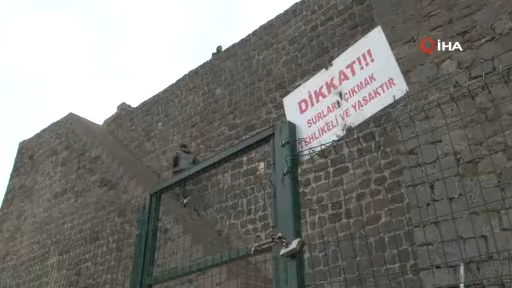 İHA
DİKKAT!!!
SURLARA ÇIKMAK
TEHLİKELİ VE YASAKTIR